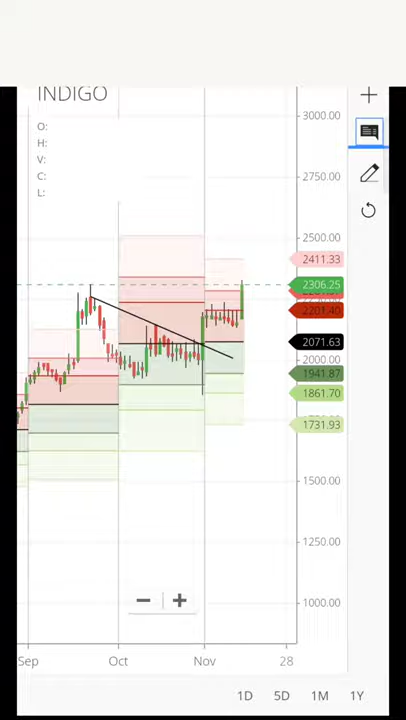 INDIGO
O:
H:
V:
C:
L:
3000.00
2750.00
2500.00
2411.33
2306.25
2201.40
2071.63
2000.00
1941.87
1861.70
1731.93
1500.00
1250.00
1000.00
Sep Oct Nov 28
1D 5D 1M 1Y